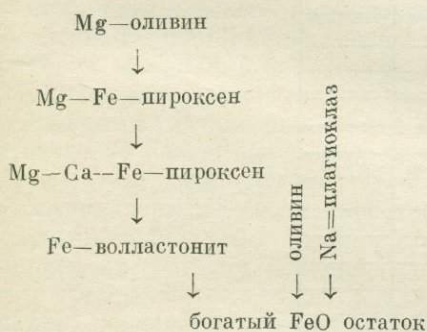 Mg—оливин
↓
Mg—Fe—пироксен
↓
Mg—Ca--Fe—пироксен
↓
Fe—волластонит
↓
← оливин
← Na=плагиоклаз
богатый FeO остаток